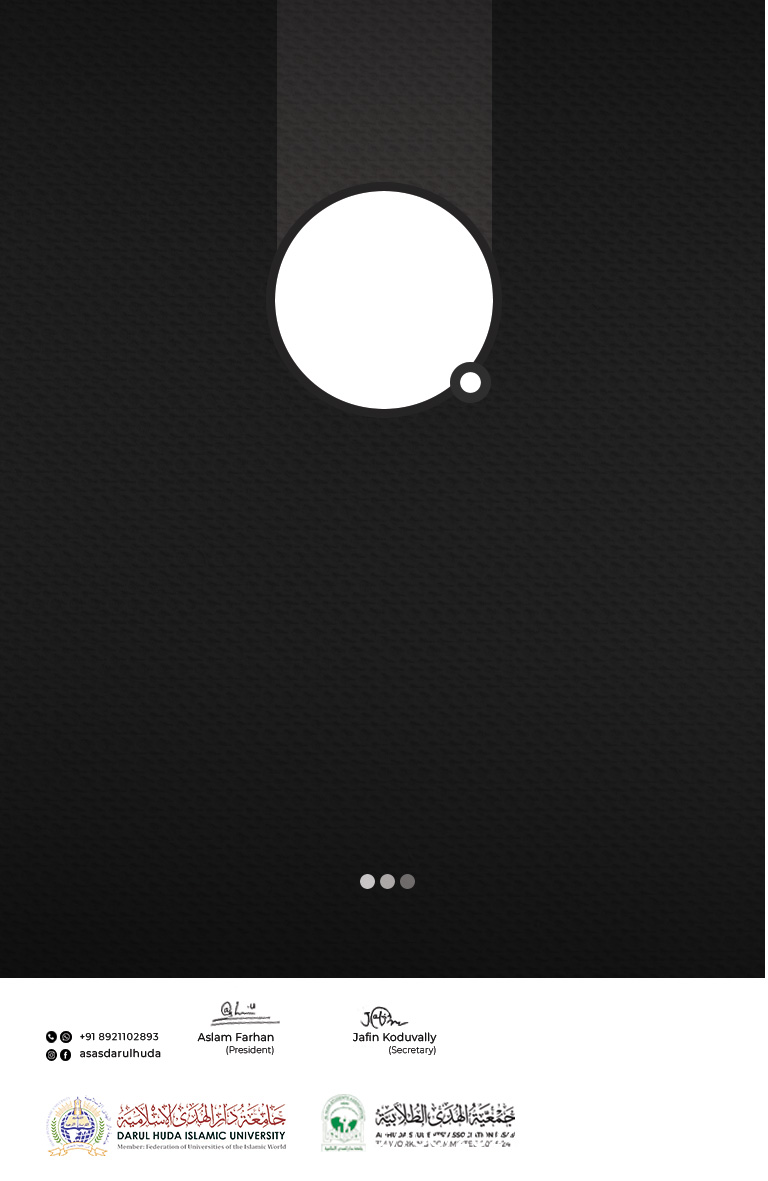 +91 8921102893
asasdarulhuda
Aslam Farhan
(President)
Jafin Koduvally
(Secretary)
جامعة دار الهدى الإسلامية
DARUL HUDA ISLAMIC UNIVERSITY
Member: Federation of Universities of the Islamic World
جمعية الهدى الطلابية